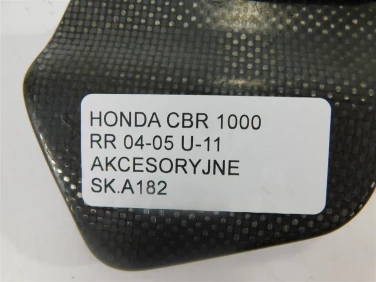 HONDA CBR 1000
RR 04-05 U-11
AKCESORYJNE
SK.A182